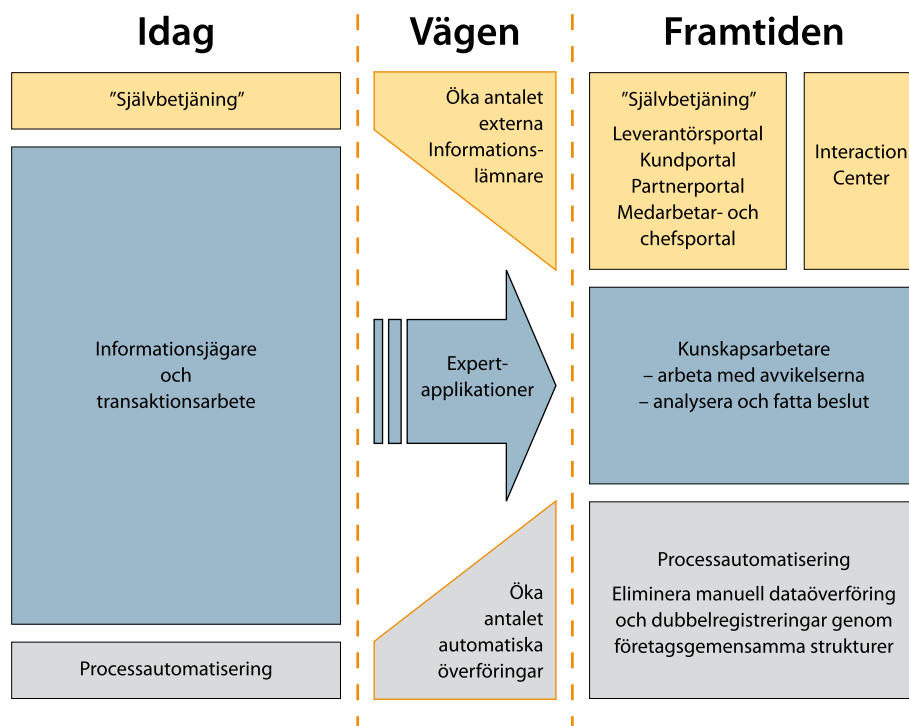 Idag
”Självbetjäning”
Informationsjägare
och
transaktionsarbete
Processautomatisering
Vägen
Öka antalet
externa
Informations-
lämnare
Expert-
applikationer
Öka
antalet
automatiska
överföringar
Framtiden
”Självbetjäning”
Leverantörsportal
Kundportal
Partnerportal
Medarbetar- och
chefsportal
Interaction
Center
Kunskapsarbetare
– arbeta med avvikelserna
– analysera och fatta beslut
Processautomatisering
Eliminera manuell dataöverföring
och dubbelregistreringar genom
företagsgemensamma strukturer